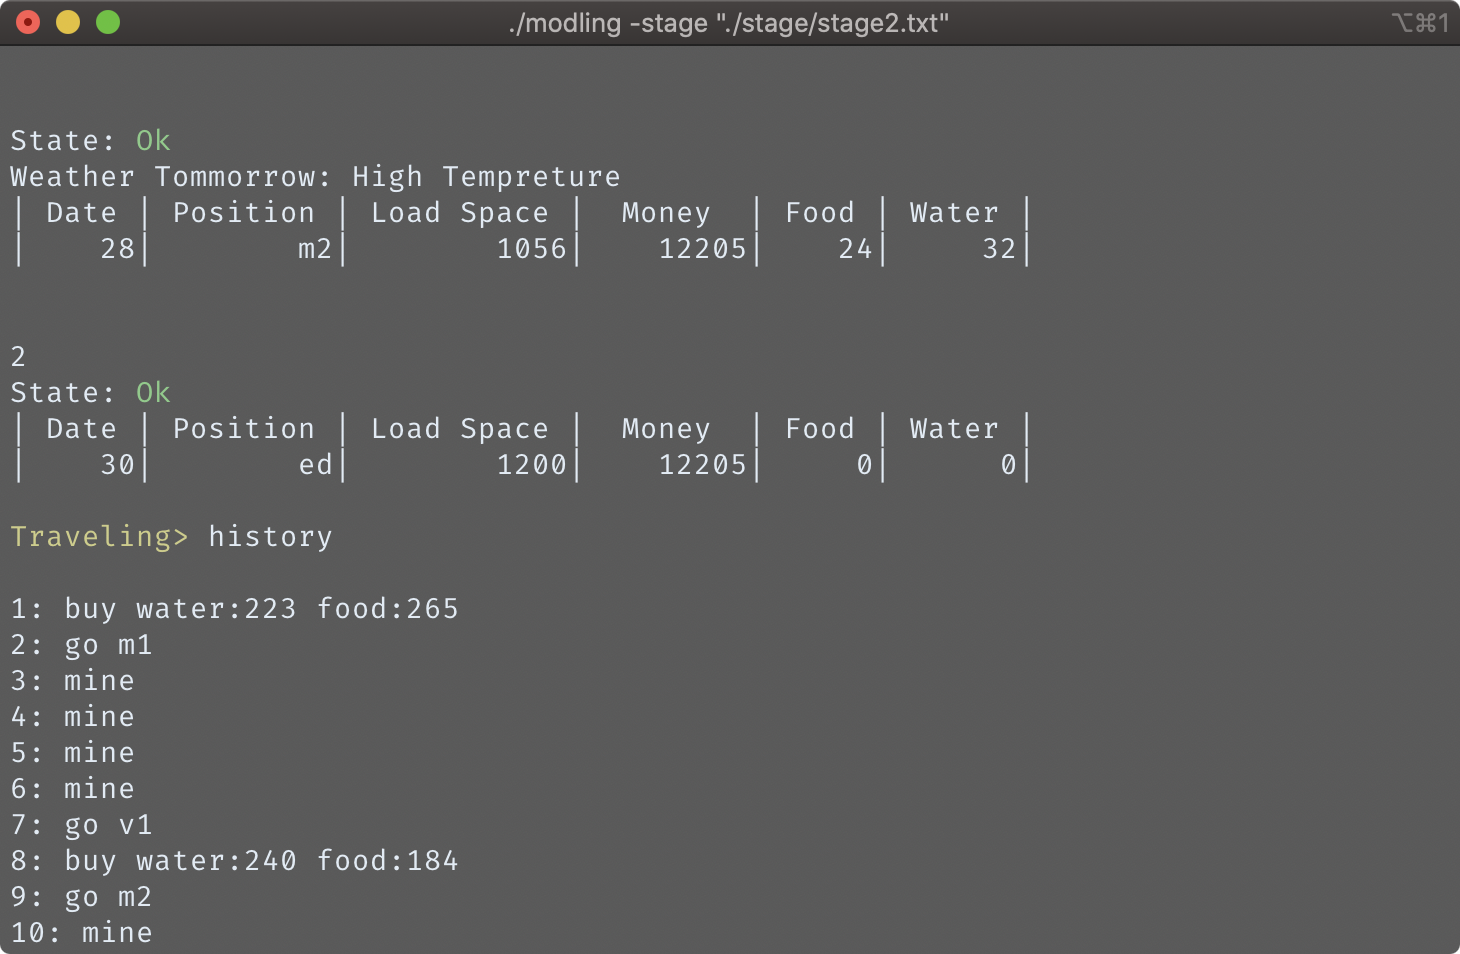 ./modling -stage "./stage/stage2.txt"
⌥⌘1
State: Ok
Weather Tommorrow: High Tempreture
| Date | Position | Load Space |  Money  | Food | Water |
|    28|        m2|        1056|    12205|    24|     32|
2
State: Ok
| Date | Position | Load Space |  Money  | Food | Water |
|    30|        ed|        1200|    12205|     0|      0|
Traveling> history
1: buy water:223 food:265
2: go m1
3: mine
4: mine
5: mine
6: mine
7: go v1
8: buy water:240 food:184
9: go m2
10: mine